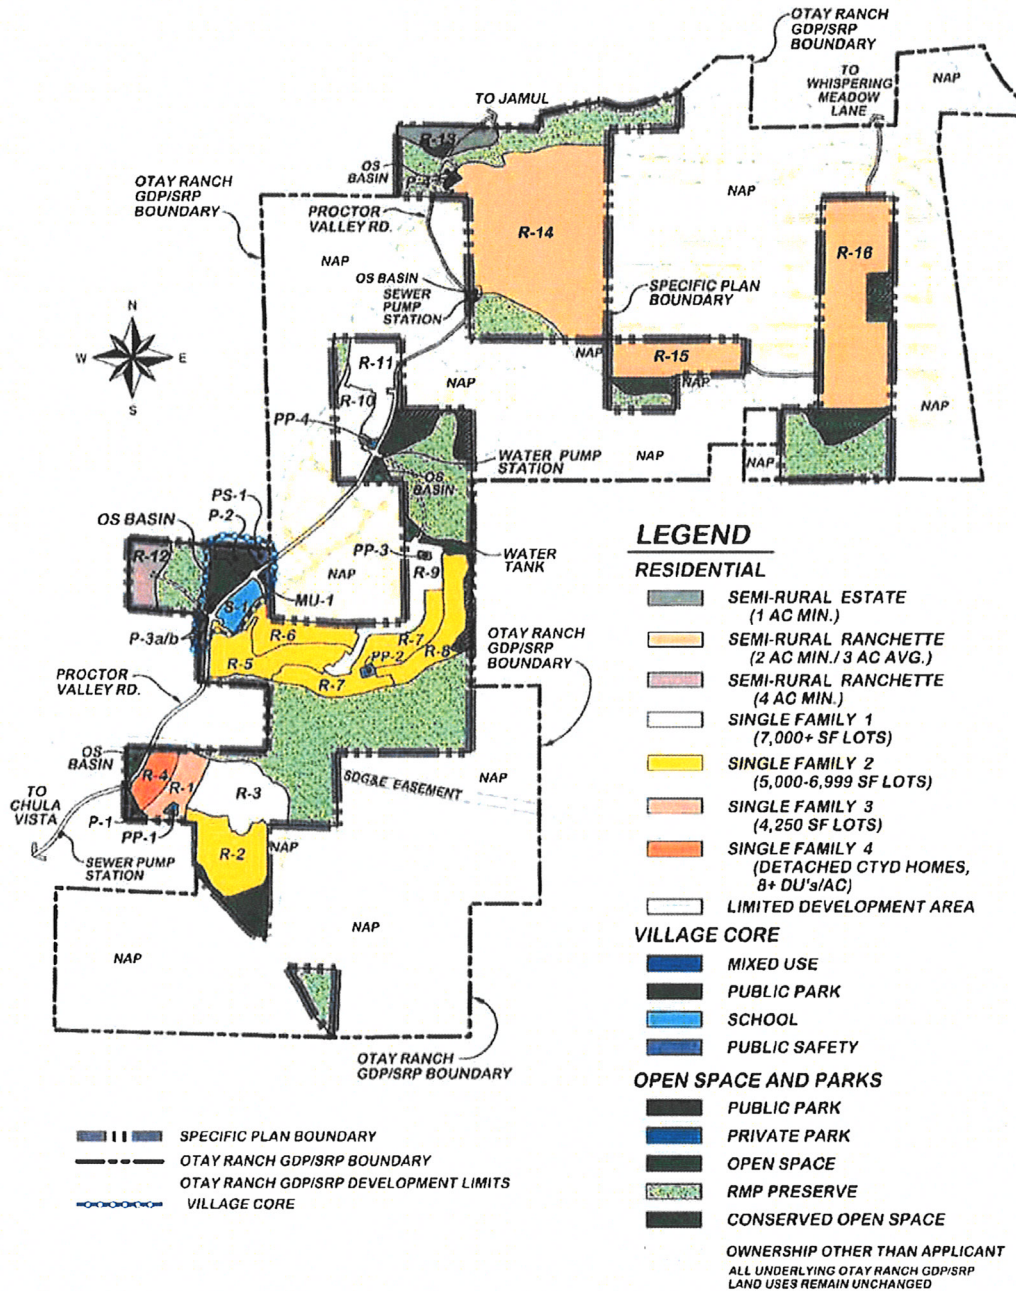 OTAY RANCH
GDP/SRP
BOUNDARY
TO
WHISPERING
MEADOW
LANE
NAP
TO JAMUL
R-13
OS
BASIN
OTAY RANCH
GDP/SRP
BOUNDARY
PROCTOR
VALLEY RD.
NAP
R-14
R-16
NAP
OS BASIN
SEWER
PUMP
STATION
SPECIFIC PLAN
BOUNDARY
N
W
E
S
R-11
NAP
NAP
R-15
NAP
R-10
NAP
PP-4
WATER PUMP
STATION
NAP
NAP
OS
BASIN
PS-1
P-2
OS BASIN
PP-3
WATER
TANK
R-12
NAP
R-9
S-1
MU-1
P-3a/b
R-6
R-7
R-8
OTAY RANCH
GDP/SRP
BOUNDARY
R-5
PP-2
R-7
PROCTOR
VALLEY RD.
OS
BASIN
R-4
R-1
R-3
SDG&E EASEMENT
NAP
TO
CHULA
VISTA
P-1
PP-1
SEWER PUMP
STATION
R-2
NAP
NAP
NAP
OTAY RANCH
GDP/SRP BOUNDARY
LEGEND
RESIDENTIAL
SEMI-RURAL ESTATE
(1 AC MIN.)
SEMI-RURAL RANCHETTE
(2 AC MIN./ 3 AC AVG.)
SEMI-RURAL RANCHETTE
(4 AC MIN.)
SINGLE FAMILY 1
(7,000+ SF LOTS)
SINGLE FAMILY 2
(5,000-6,999 SF LOTS)
SINGLE FAMILY 3
(4,250 SF LOTS)
SINGLE FAMILY 4
(DETACHED CTYD HOMES,
8+ DU's/AC)
LIMITED DEVELOPMENT AREA
VILLAGE CORE
MIXED USE
PUBLIC PARK
SCHOOL
PUBLIC SAFETY
OPEN SPACE AND PARKS
PUBLIC PARK
PRIVATE PARK
OPEN SPACE
RMP PRESERVE
CONSERVED OPEN SPACE
OWNERSHIP OTHER THAN APPLICANT
ALL UNDERLYING OTAY RANCH GDP/SRP
LAND USES REMAIN UNCHANGED
SPECIFIC PLAN BOUNDARY
OTAY RANCH GDP/SRP BOUNDARY
OTAY RANCH GDP/SRP DEVELOPMENT LIMITS
VILLAGE CORE